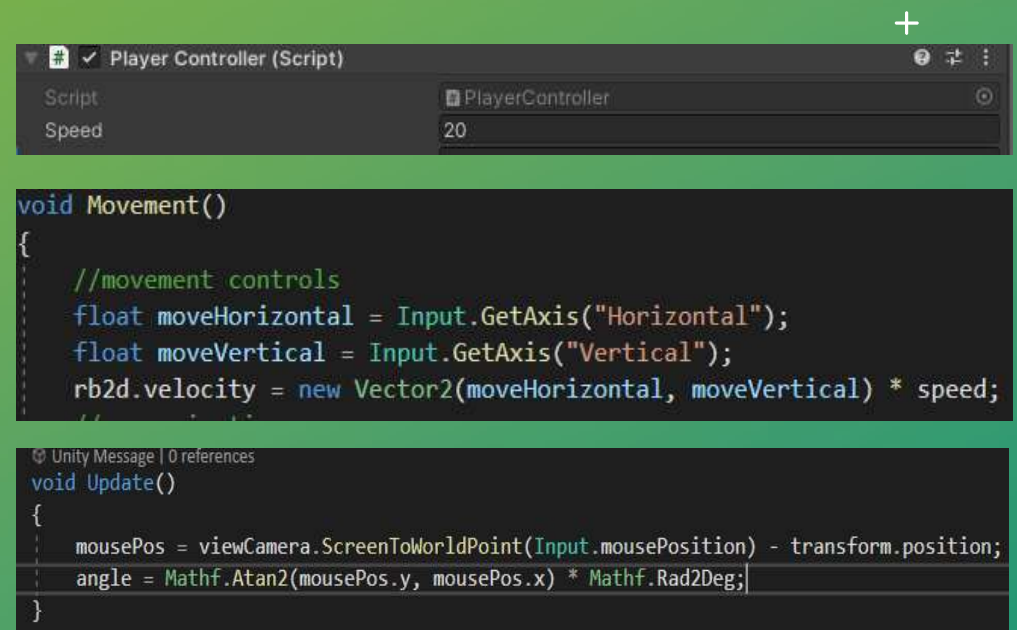 Player Controller (Script)
Script PlayerController
Speed 20
void Movement()
{
//movement controls
float moveHorizontal = Input.GetAxis("Horizontal");
float moveVertical = Input.GetAxis("Vertical");
rb2d.velocity = new Vector2(moveHorizontal, moveVertical) * speed;
Unity Message | 0 references
void Update()
{
mousePos = viewCamera.ScreenToWorldPoint(Input.mousePosition) - transform.position;
angle = Mathf.Atan2(mousePos.y, mousePos.x) * Mathf.Rad2Deg;
}